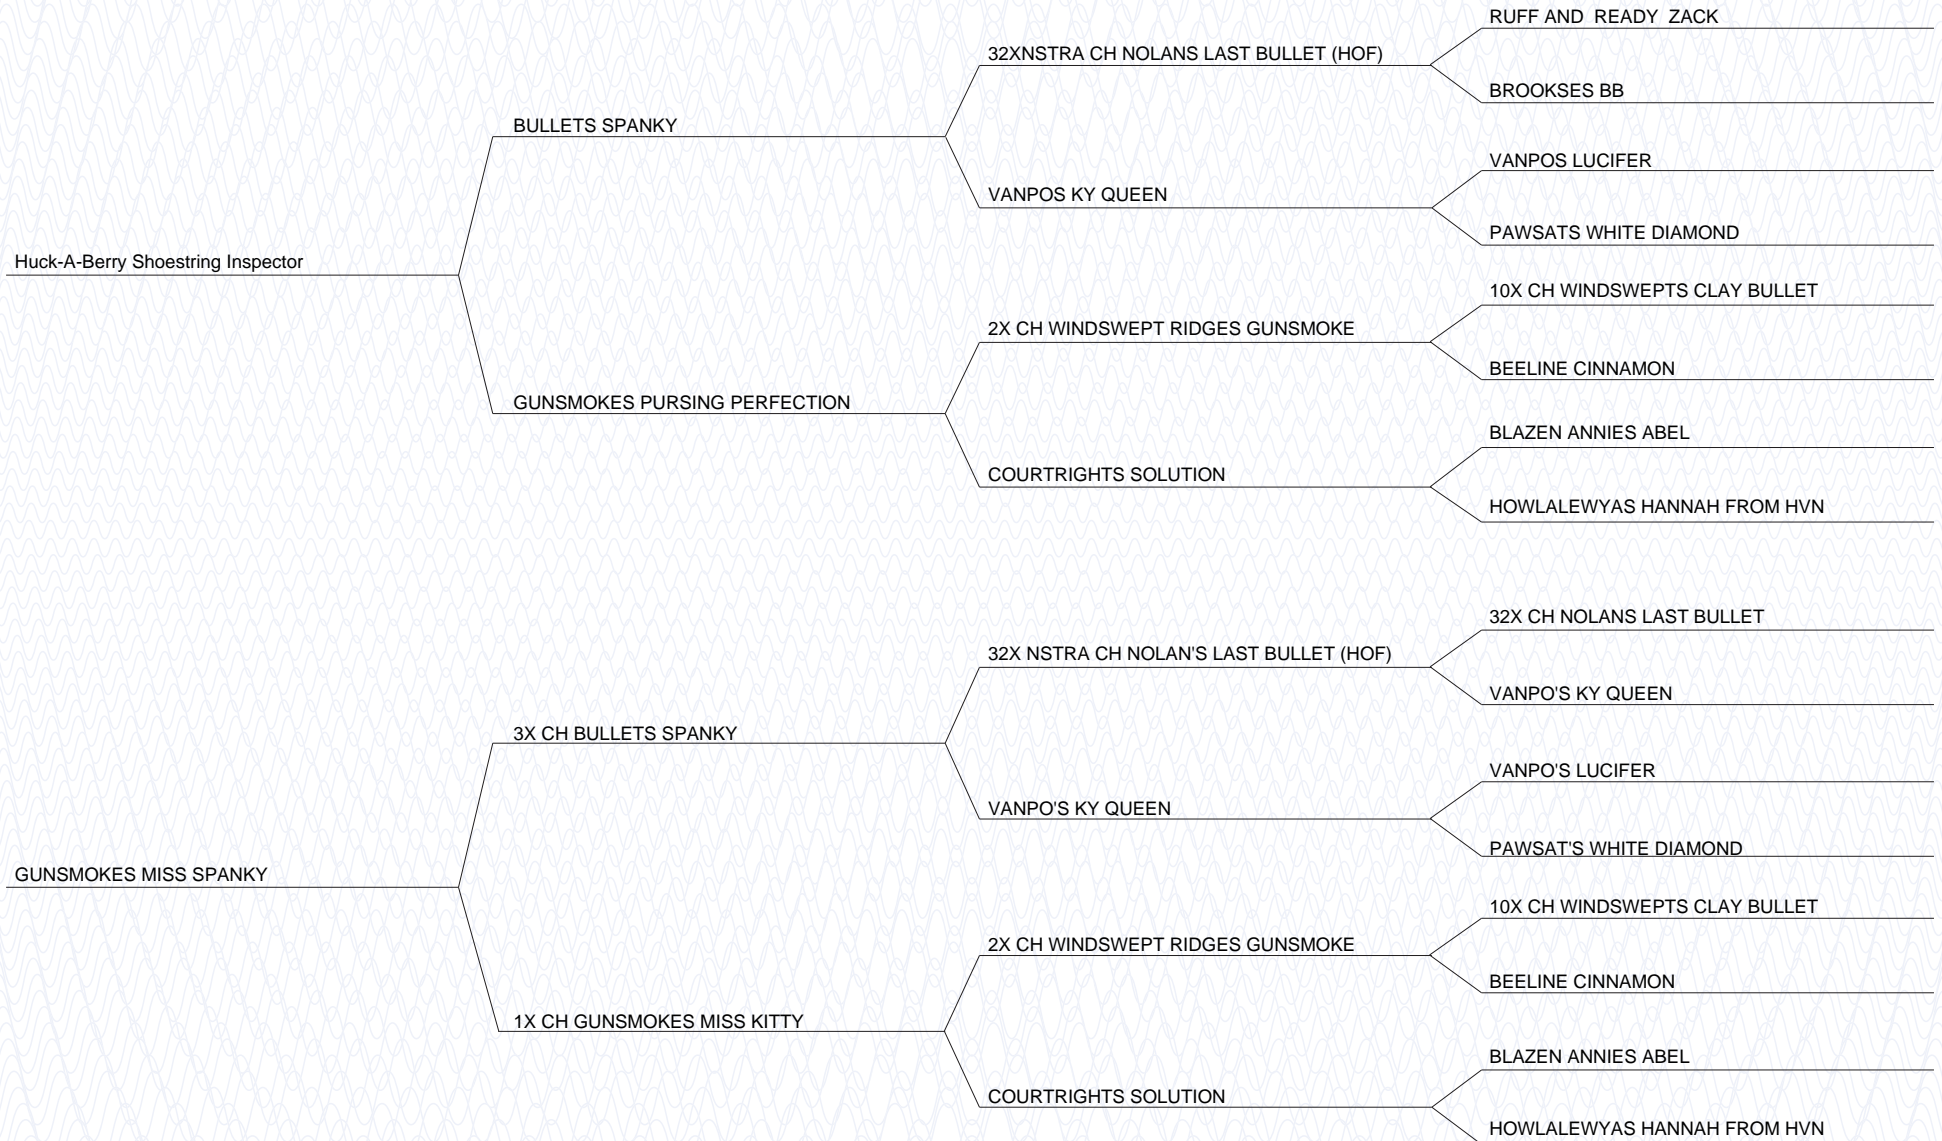 RUFF AND  READY  ZACK
32XNSTRA CH NOLANS LAST BULLET (HOF)
BROOKSES BB
BULLETS SPANKY
VANPOS LUCIFER
VANPOS KY QUEEN
PAWSATS WHITE DIAMOND
Huck-A-Berry Shoestring Inspector
10X CH WINDSWEPTS CLAY BULLET
2X CH WINDSWEPT RIDGES GUNSMOKE
BEELINE CINNAMON
GUNSMOKES PURSING PERFECTION
BLAZEN ANNIES ABEL
COURTRIGHTS SOLUTION
HOWLALEWYAS HANNAH FROM HVN
32X CH NOLANS LAST BULLET
32X NSTRA CH NOLAN'S LAST BULLET (HOF)
VANPO'S KY QUEEN
3X CH BULLETS SPANKY
VANPO'S LUCIFER
VANPO'S KY QUEEN
PAWSAT'S WHITE DIAMOND
GUNSMOKES MISS SPANKY
10X CH WINDSWEPTS CLAY BULLET
2X CH WINDSWEPT RIDGES GUNSMOKE
BEELINE CINNAMON
1X CH GUNSMOKES MISS KITTY
BLAZEN ANNIES ABEL
COURTRIGHTS SOLUTION
HOWLALEWYAS HANNAH FROM HVN